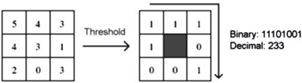 5 4 3
4 3 1
2 0 3
Threshold
1 1 1
1 0
0 0 1
Binary: 11101001
Decimal: 233